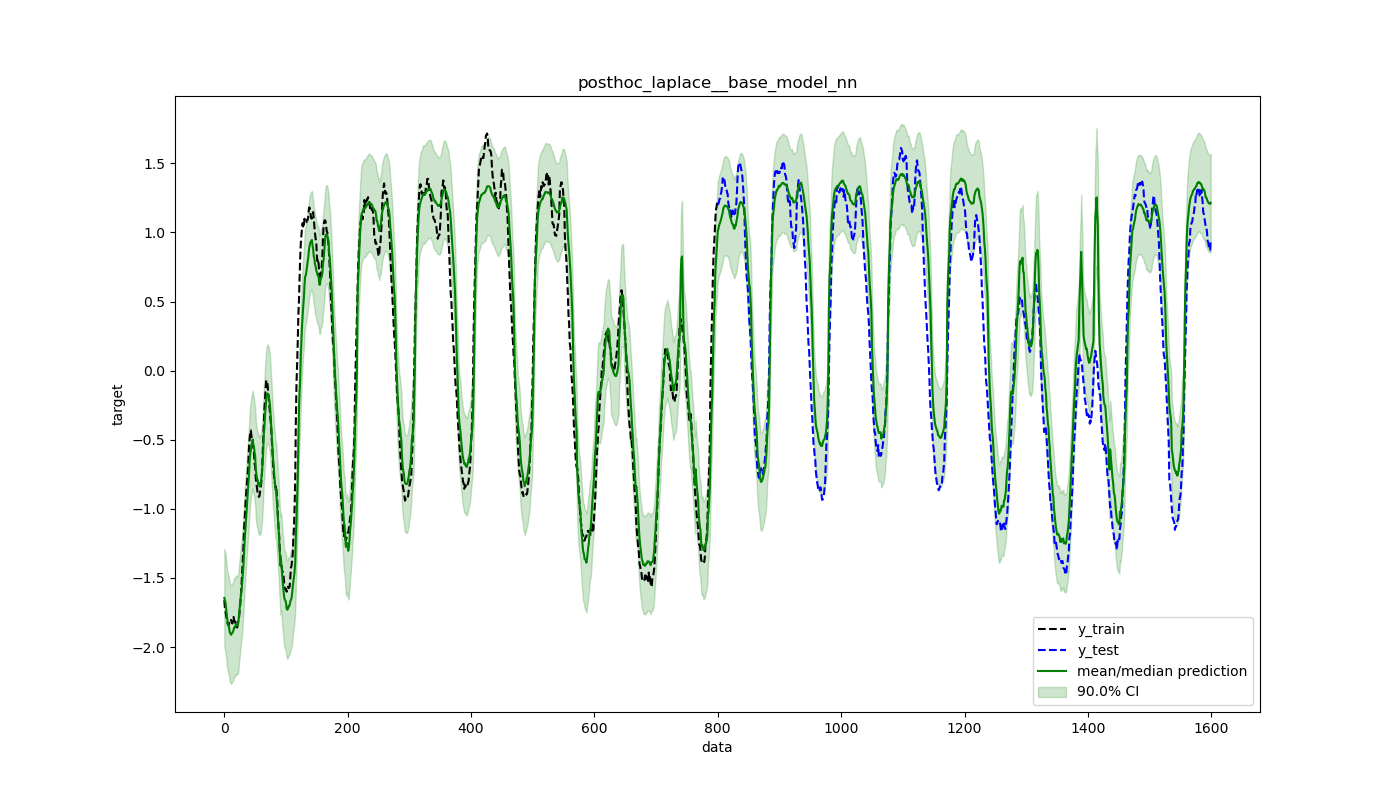 posthoc_laplace__base_model_nn
target
1.5
1.0
0.5
0.0
−0.5
−1.0
−1.5
−2.0
0 200 400 600 800 1000 1200 1400 1600
data
y_train
y_test
mean/median prediction
90.0% CI